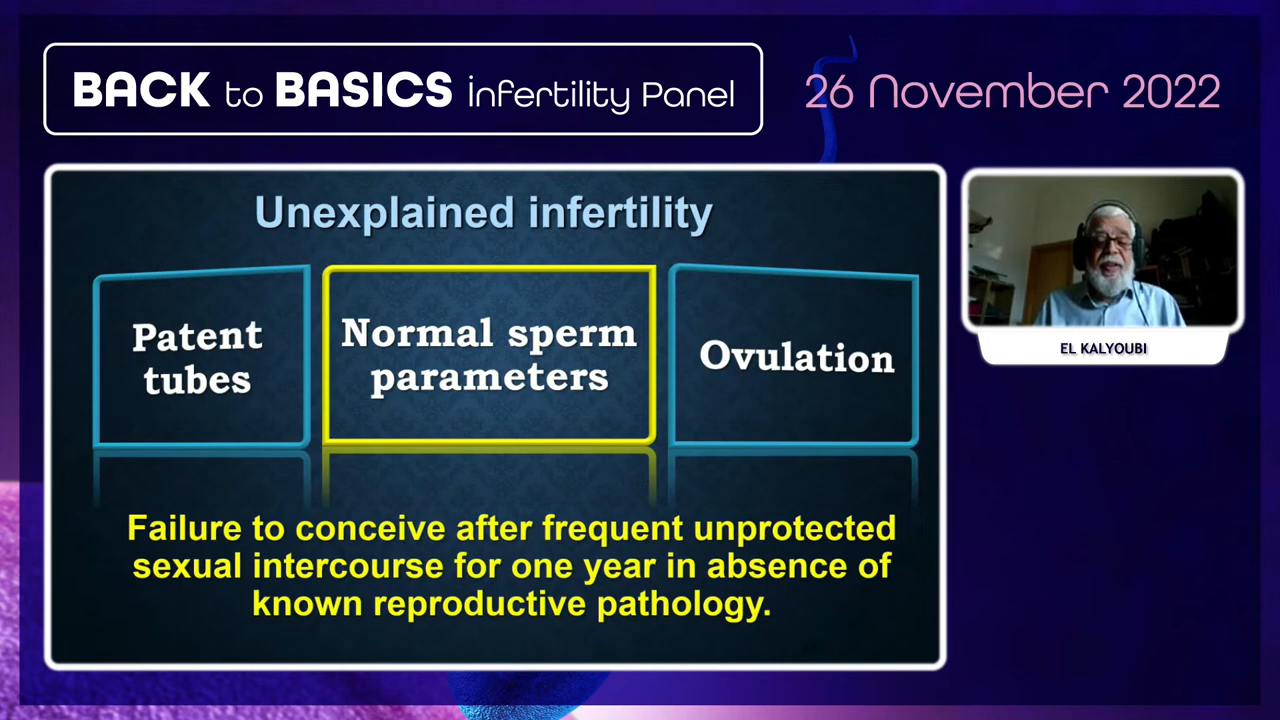 BACK to BASICS infertility Panel
26 November 2022
Unexplained infertility
Patent
tubes
Normal sperm
parameters
Ovulation
Failure to conceive after frequent unprotected
sexual intercourse for one year in absence of
known reproductive pathology.
EL KALYOUBI